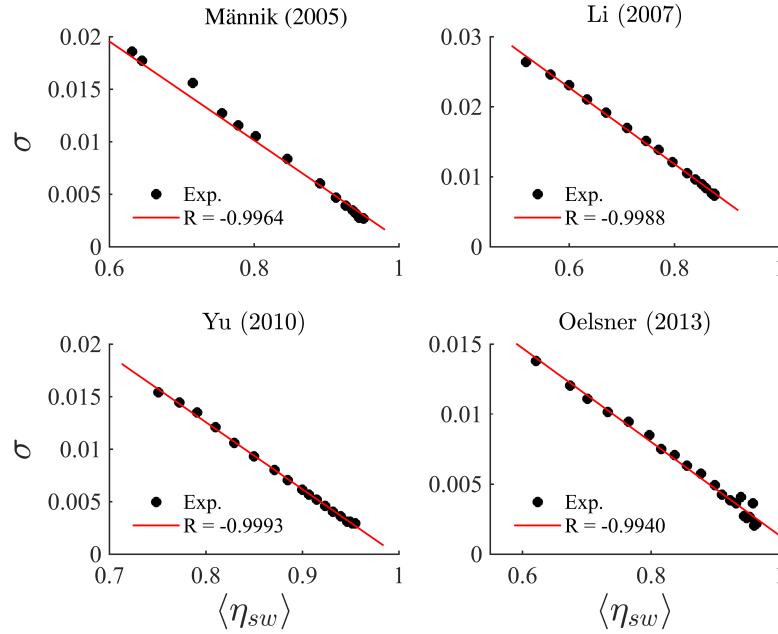 Männik (2005)
0.02
0.015
0.01
0.005
0
σ
Exp.
R = -0.9964
0.6
0.8
1
Li (2007)
0.03
0.02
0.01
0
Exp.
R = -0.9988
0.6
0.8
1
Yu (2010)
0.02
0.015
0.01
0.005
0
σ
Exp.
R = -0.9993
0.7
0.8
0.9
1
⟨η_sw⟩
Oelsner (2013)
0.015
0.01
0.005
0
Exp.
R = -0.9940
0.6
0.8
1
⟨η_sw⟩